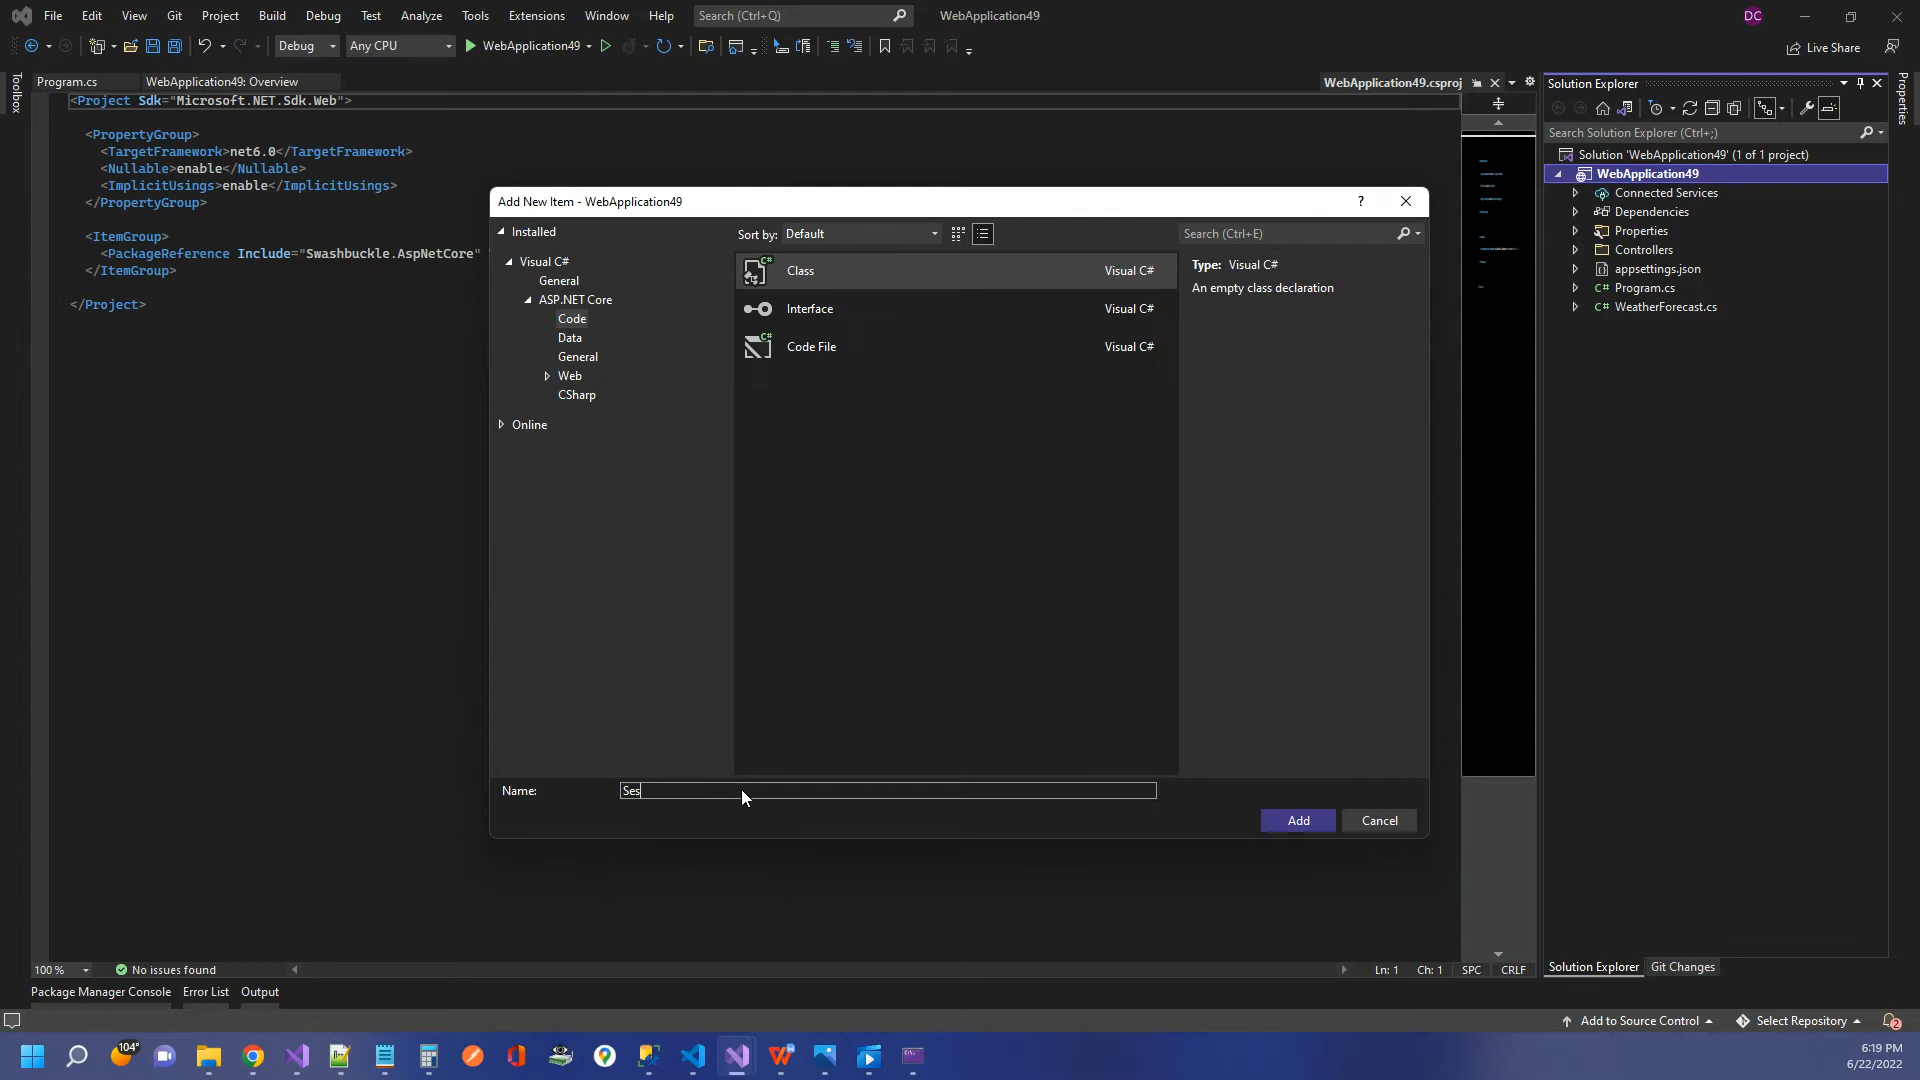 File Edit View Git Project Build Debug Test Analyze Tools Extensions Window Help Search (Ctrl+Q) WebApplication49 DC
Debug Any CPU WebApplication49 Live Share
Toolbox
Program.cs WebApplication49: Overview WebApplication49.csproj
<Project Sdk="Microsoft.NET.Sdk.Web">
<PropertyGroup>
<TargetFramework>net6.0</TargetFramework>
<Nullable>enable</Nullable>
<ImplicitUsings>enable</ImplicitUsings>
</PropertyGroup>
<ItemGroup>
<PackageReference Include="Swashbuckle.AspNetCore"
</ItemGroup>
</Project>
Add New Item - WebApplication49
Installed
Visual C#
General
ASP.NET Core
Code
Data
General
Web
CSharp
Online
Sort by: Default
Class Visual C#
Interface Visual C#
Code File Visual C#
Search (Ctrl+E)
Type: Visual C#
An empty class declaration
Name: Ses
Add Cancel
Solution Explorer
Search Solution Explorer (Ctrl+;)
Solution 'WebApplication49' (1 of 1 project)
WebApplication49
Connected Services
Dependencies
Properties
Controllers
appsettings.json
C# Program.cs
C# WeatherForecast.cs
Properties
100 % No issues found Ln: 1 Ch: 1 SPC CRLF
Solution Explorer Git Changes
Package Manager Console Error List Output
Add to Source Control Select Repository 2
104°
6:19 PM
6/22/2022